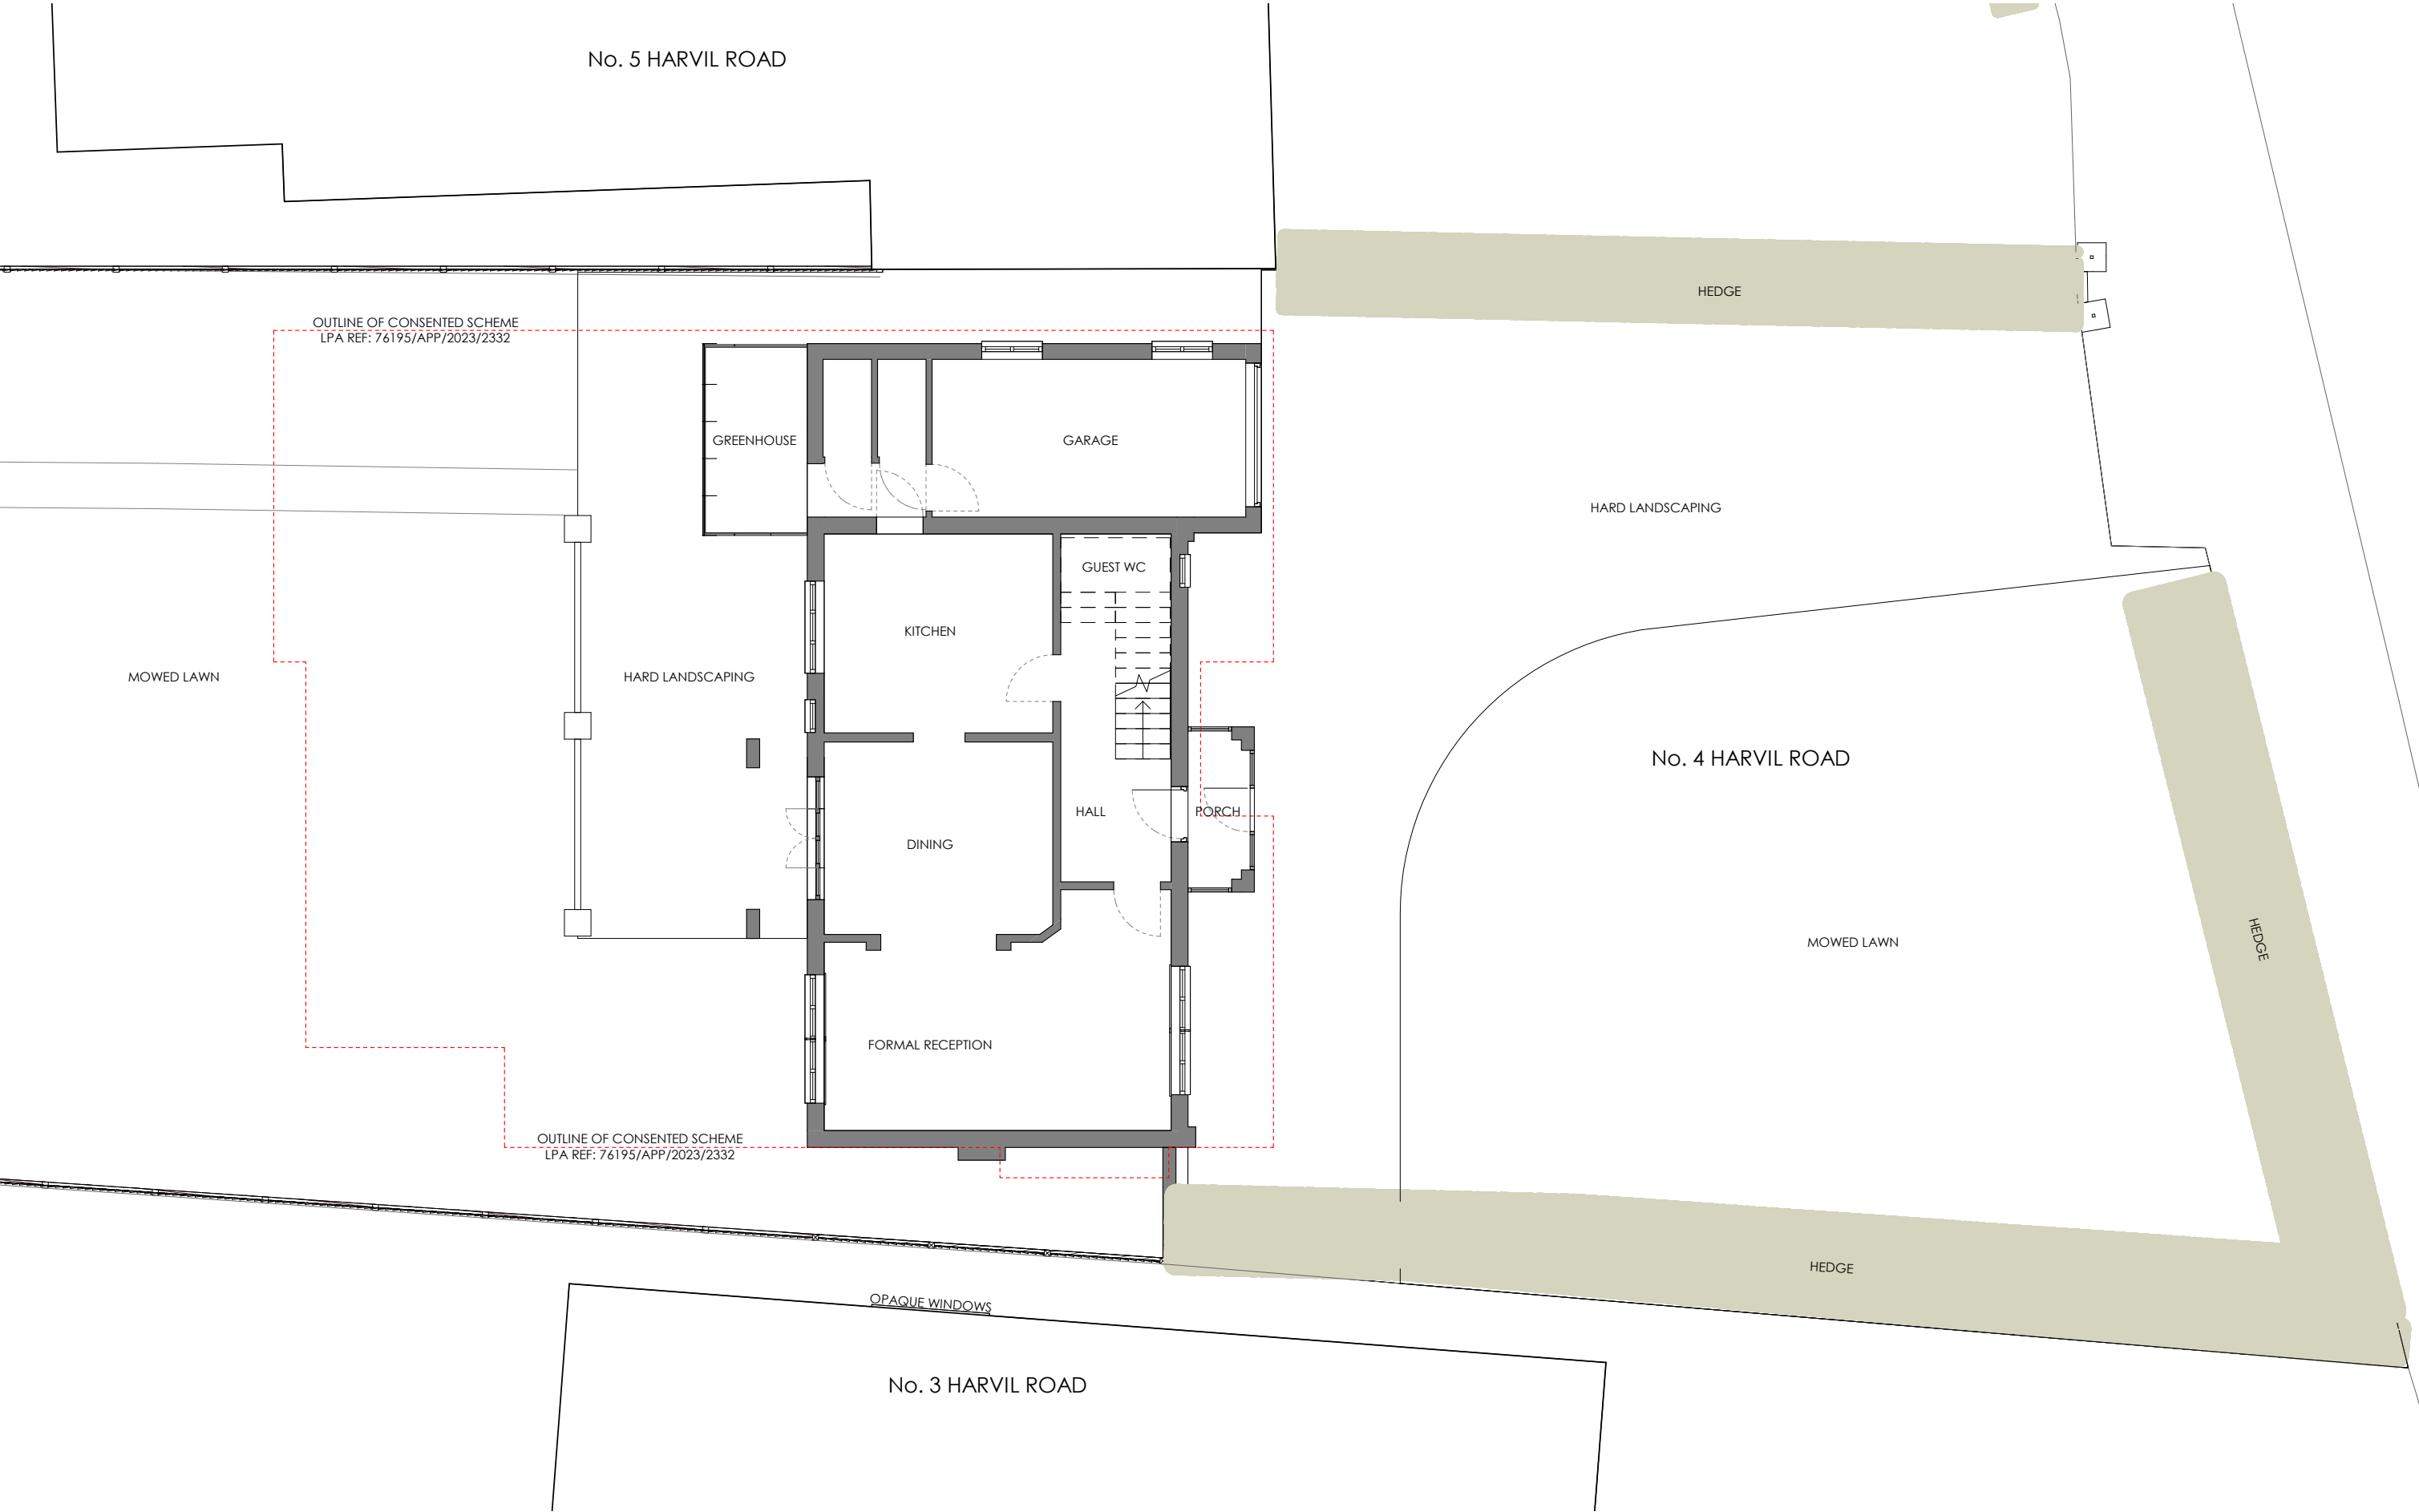 No. 5 HARVIL ROAD
HEDGE
OUTLINE OF CONSENTED SCHEME
LPA REF: 76195/APP/2023/2332
GREENHOUSE
GARAGE
HARD LANDSCAPING
GUEST WC
KITCHEN
MOWED LAWN
HARD LANDSCAPING
No. 4 HARVIL ROAD
HALL
PORCH
DINING
MOWED LAWN
HEDGE
FORMAL RECEPTION
OUTLINE OF CONSENTED SCHEME
LPA REF: 76195/APP/2023/2332
HEDGE
OPAQUE WINDOWS
No. 3 HARVIL ROAD